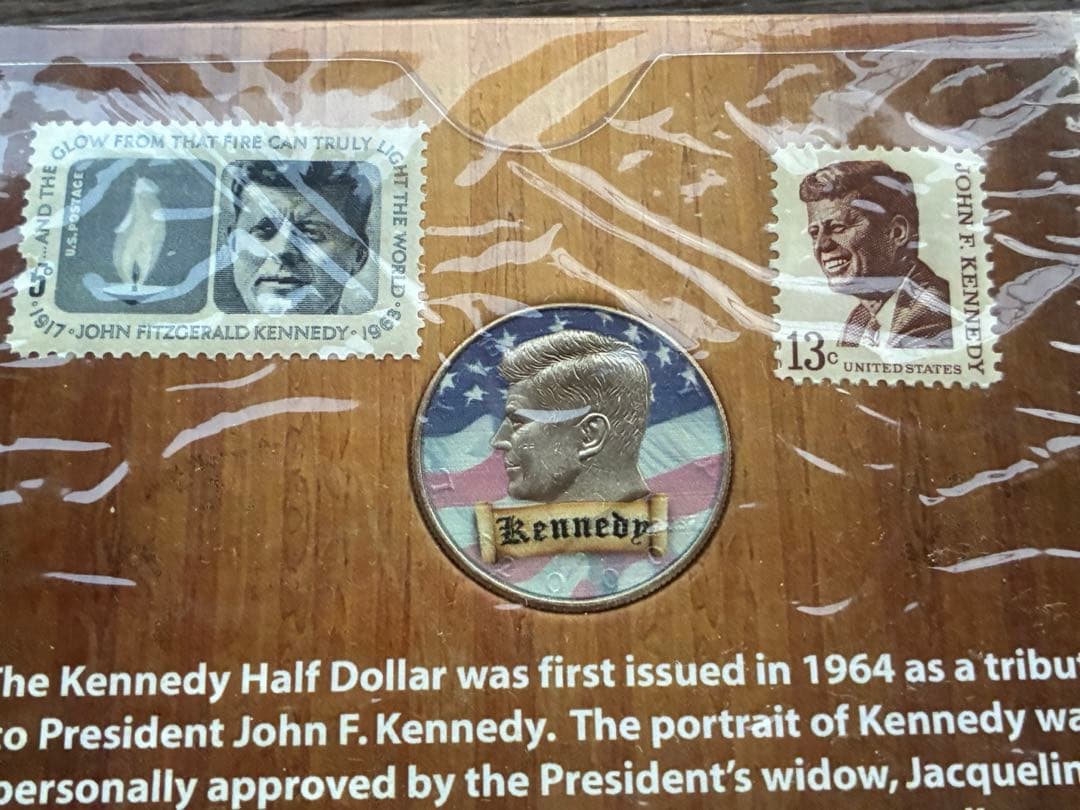 ...AND THE GLOW FROM THAT FIRE CAN TRULY LIGHT THE WORLD.
U.S. POSTAGE
5c
1917 · JOHN FITZGERALD KENNEDY · 1963
JOHN F. KENNEDY
13c
UNITED STATES
Kennedy
The Kennedy Half Dollar was first issued in 1964 as a tribut
to President John F. Kennedy. The portrait of Kennedy wa
personally approved by the President's widow, Jacquelin